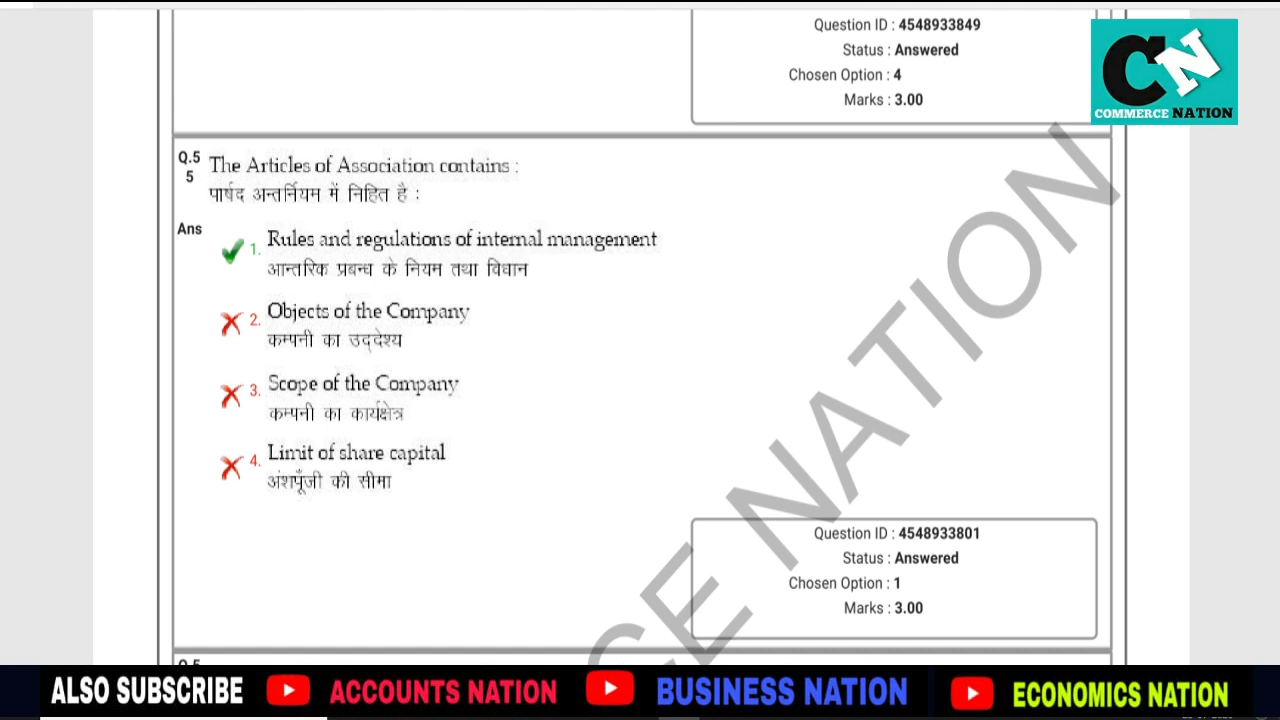 Question ID : 4548933849
Status : Answered
Chosen Option : 4
Marks : 3.00
CN
COMMERCE NATION
Q.5
5
The Articles of Association contains :
पार्षद अन्तर्नियम में निहित है :
Ans
1. Rules and regulations of internal management
आन्तरिक प्रबन्ध के नियम तथा विधान
2. Objects of the Company
कम्पनी का उद्देश्य
3. Scope of the Company
कम्पनी का कार्यक्षेत्र
4. Limit of share capital
अंशपूँजी की सीमा
CE NATION
Question ID : 4548933801
Status : Answered
Chosen Option : 1
Marks : 3.00
ALSO SUBSCRIBE ACCOUNTS NATION BUSINESS NATION ECONOMICS NATION